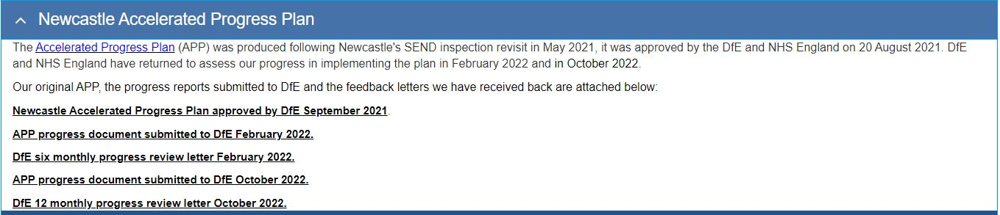 Newcastle Accelerated Progress Plan
The Accelerated Progress Plan (APP) was produced following Newcastle's SEND inspection revisit in May 2021, it was approved by the DfE and NHS England on 20 August 2021. DfE
and NHS England have returned to assess our progress in implementing the plan in February 2022 and in October 2022.
Our original APP, the progress reports submitted to DfE and the feedback letters we have received back are attached below:
Newcastle Accelerated Progress Plan approved by DfE September 2021.
APP progress document submitted to DfE February 2022.
DfE six monthly progress review letter February 2022.
APP progress document submitted to DfE October 2022.
DfE 12 monthly progress review letter October 2022.